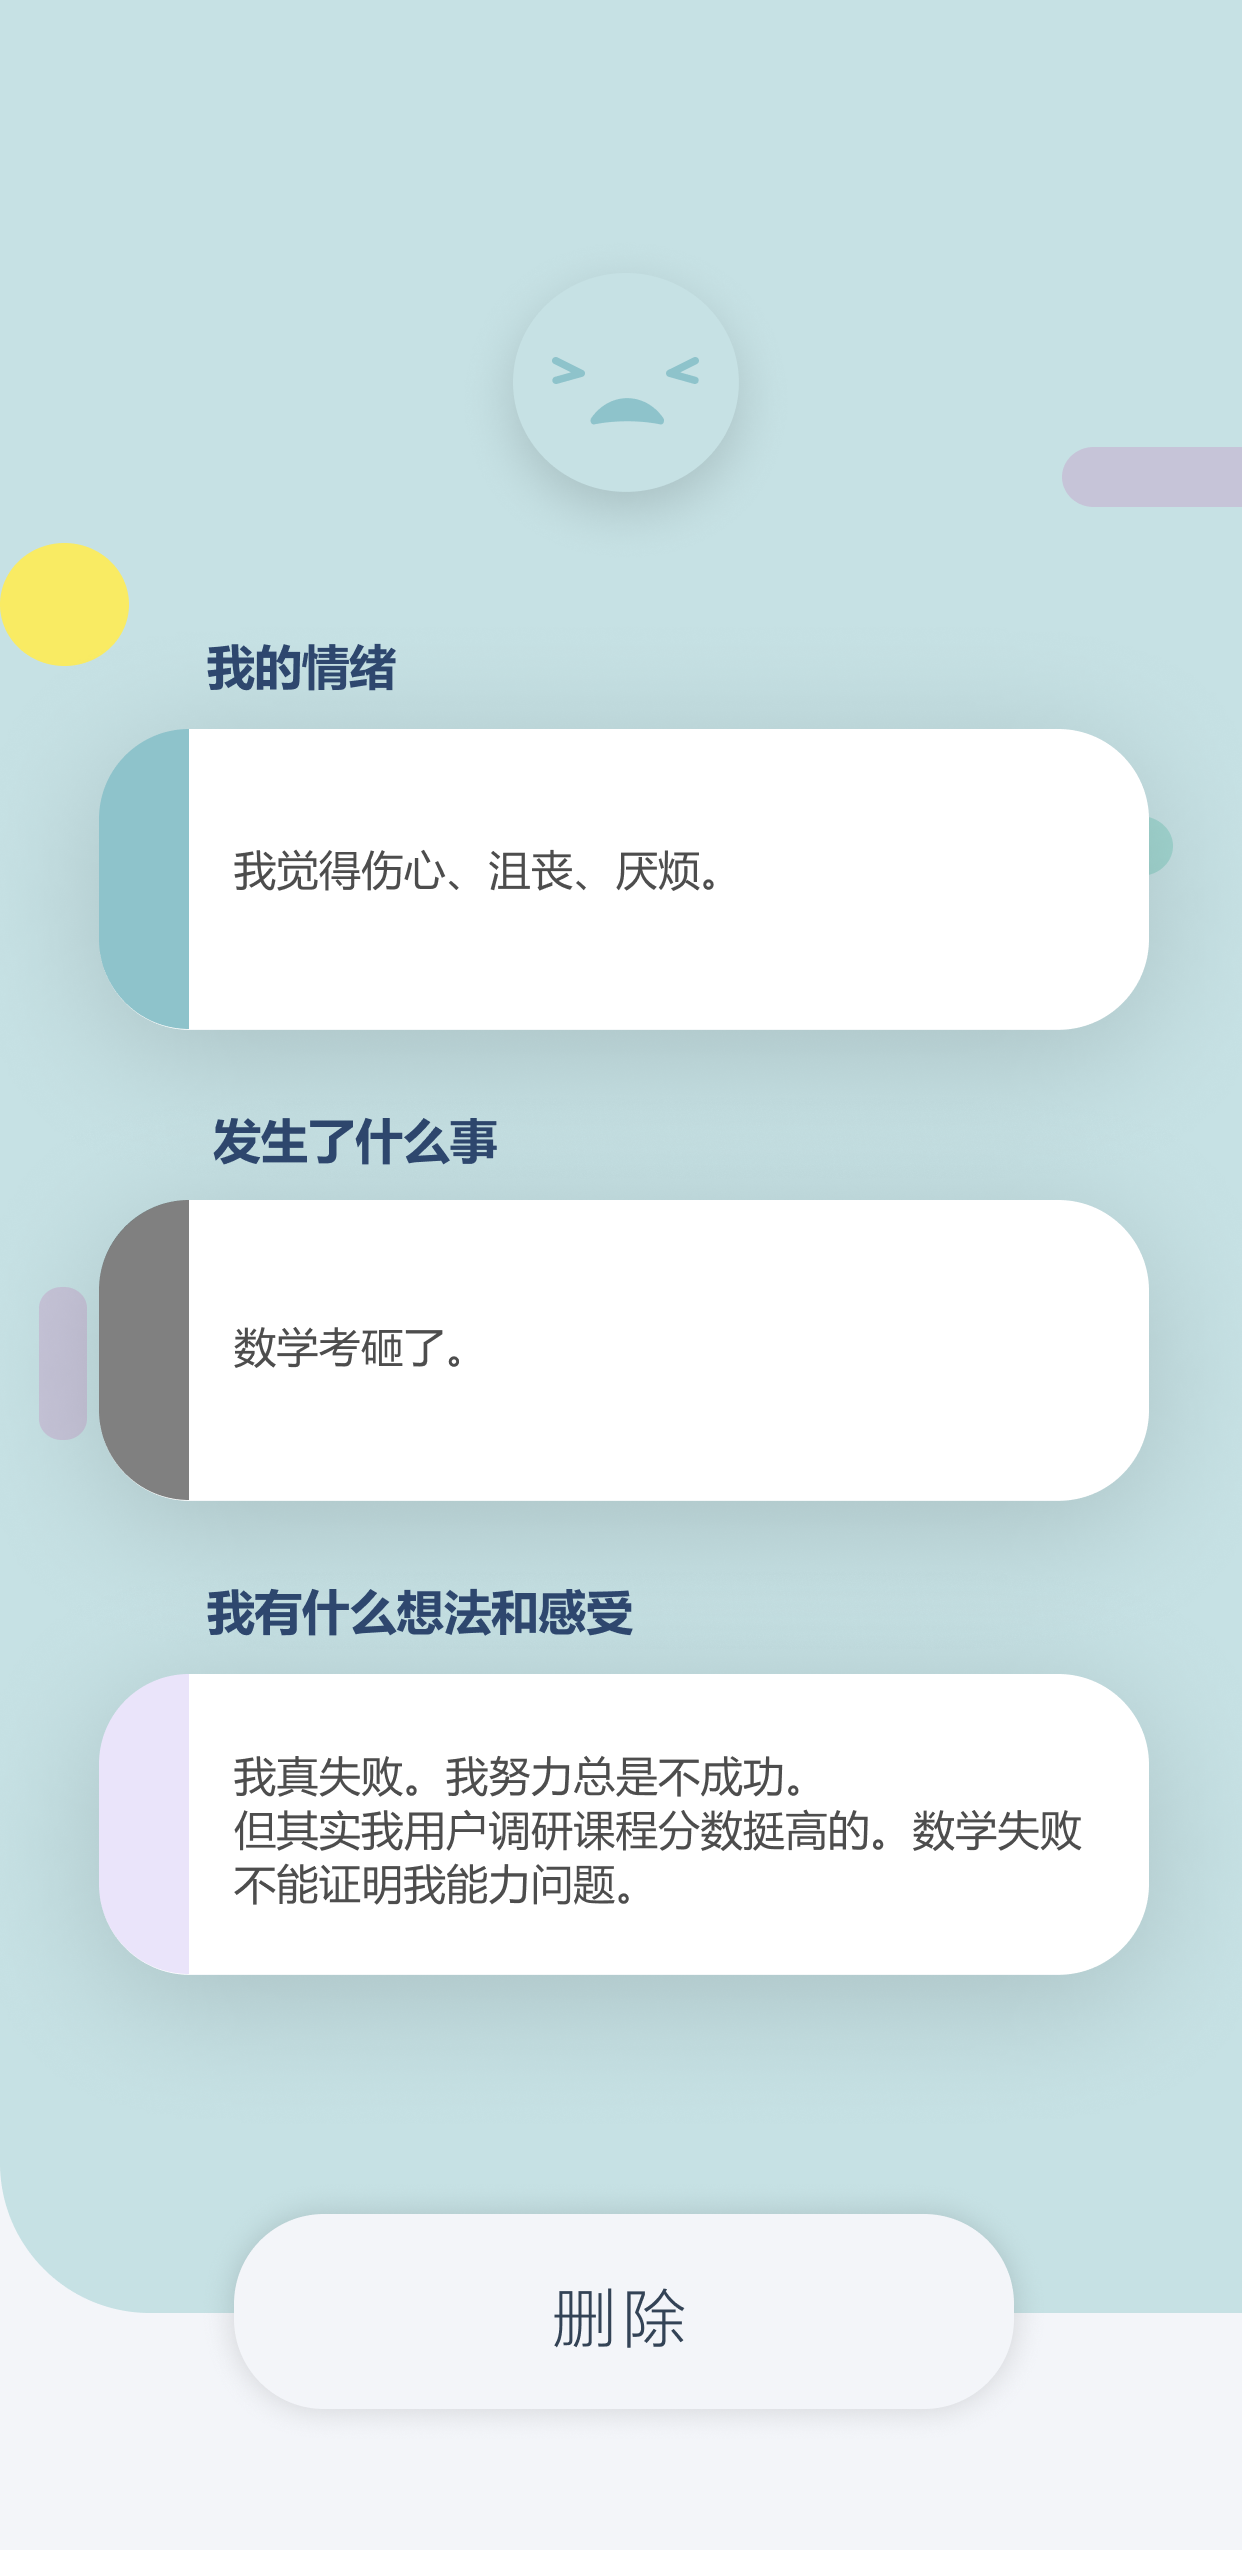 我的情绪
我觉得伤心、沮丧、厌烦。
发生了什么事
数学考砸了。
我有什么想法和感受
我真失败。我努力总是不成功。
但其实我用户调研课程分数挺高的。数学失败
不能证明我能力问题。
删除